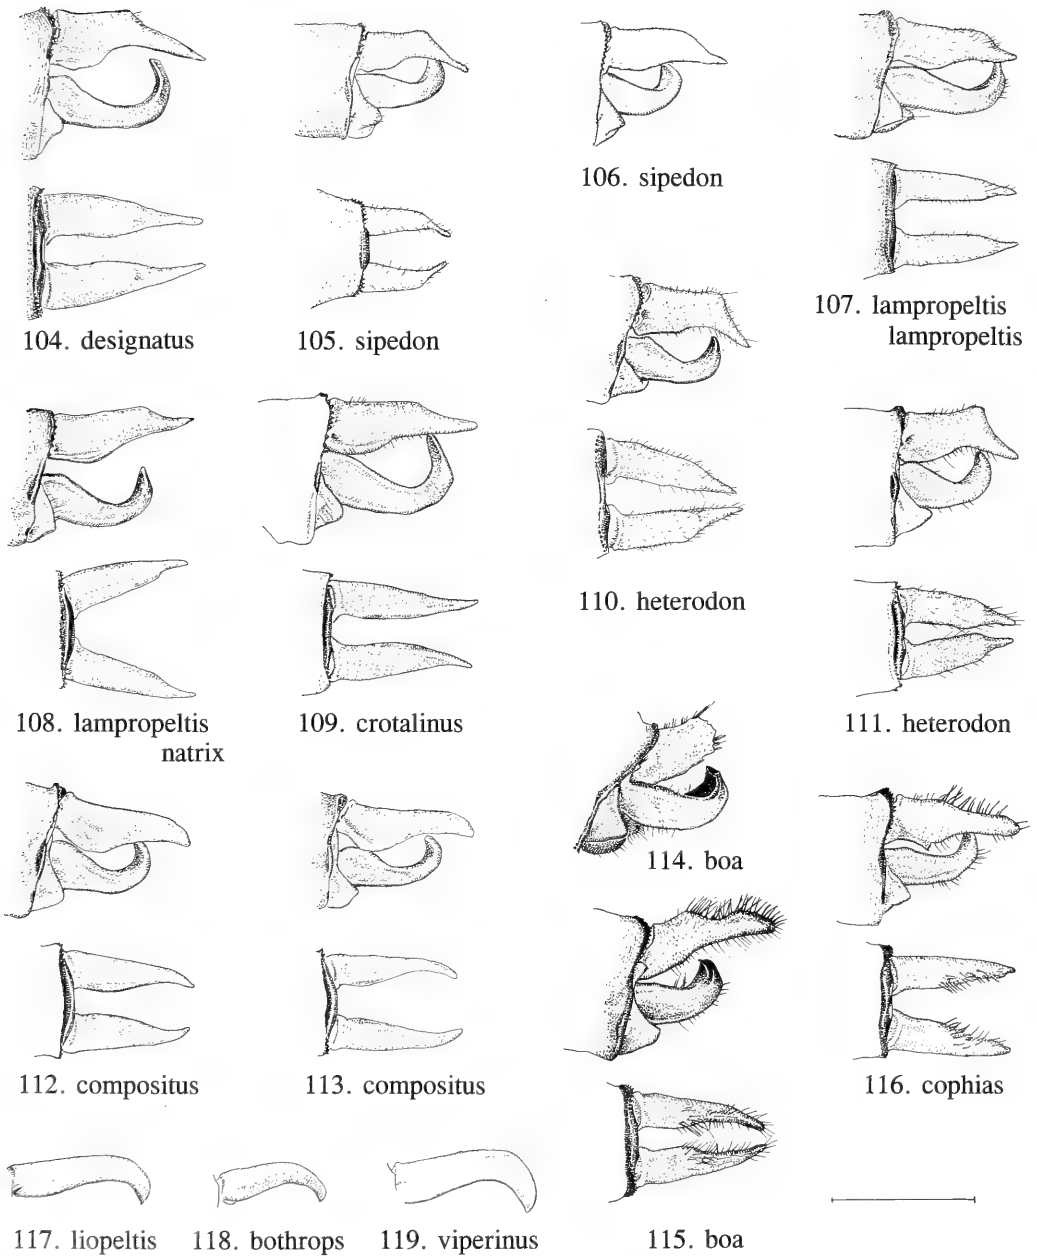 106. sipedon
107. lampropeltis
lampropeltis
104. designatus
105. sipedon
110. heterodon
108. lampropeltis
natrix
109. crotalinus
111. heterodon
114. boa
112. compositus
113. compositus
116. cophias
117. liopeltis
118. bothrops
119. viperinus
115. boa